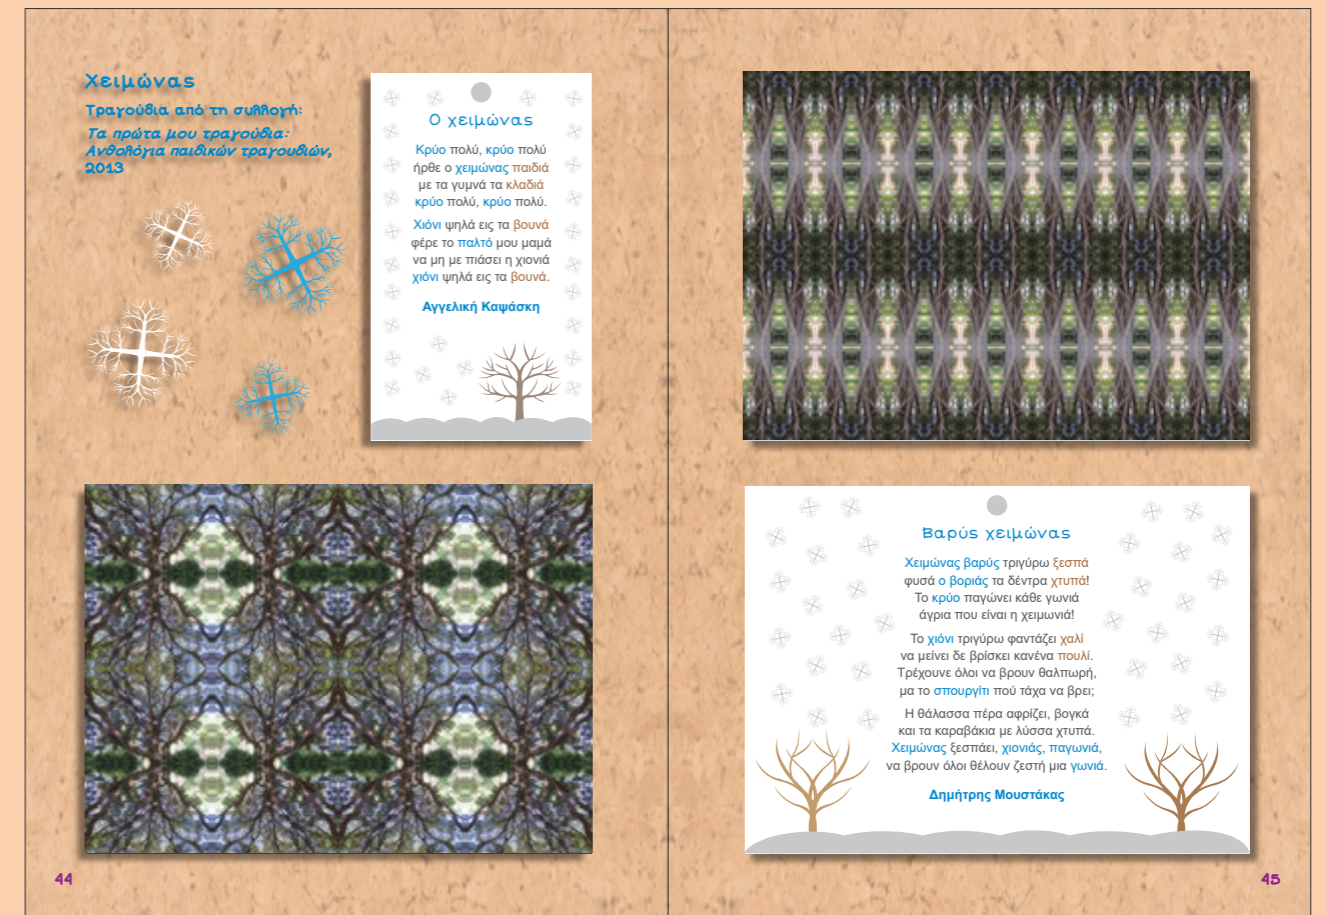 Χειμώνας
Τραγούδια από τη συλλογή:
Τα πρώτα μου τραγούδια:
Ανθολόγια παιδικών τραγουδιών,
2013
Ο χειμώνας
Κρύο πολύ, κρύο πολύ
ήρθε ο χειμώνας παιδιά
με τα γυμνά τα κλαδιά
κρύο πολύ, κρύο πολύ.
Χιόνι ψηλά εις τα βουνά
φέρε το παλτό μου μαμά
να μη με πιάσει η χιονιά
χιόνι ψηλά εις τα βουνά.
Αγγελική Καψάσκη
44
Βαρύς χειμώνας
Χειμώνας βαρύς τριγύρω ξεσπά
φυσά ο βοριάς τα δέντρα χτυπά!
Το κρύο παγώνει κάθε γωνιά
άγρια που είναι η χειμωνιά!
Το χιόνι τριγύρω φαντάζει χαλί
να μείνει δε βρίσκει κανένα πουλί.
Τρέχουνε όλοι να βρουν θαλπωρή,
μα το σπουργίτι πού τάχα να βρει;
Η θάλασσα πέρα αφρίζει, βογκά
και τα καραβάκια με λύσσα χτυπά.
Χειμώνας ξεσπάει, χιονιάς, παγωνιά,
να βρουν όλοι θέλουν ζεστή μια γωνιά.
Δημήτρης Μουστάκας
45